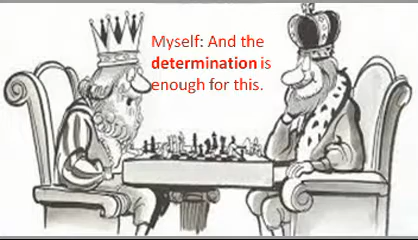 Myself: And the
determination is
enough for this.